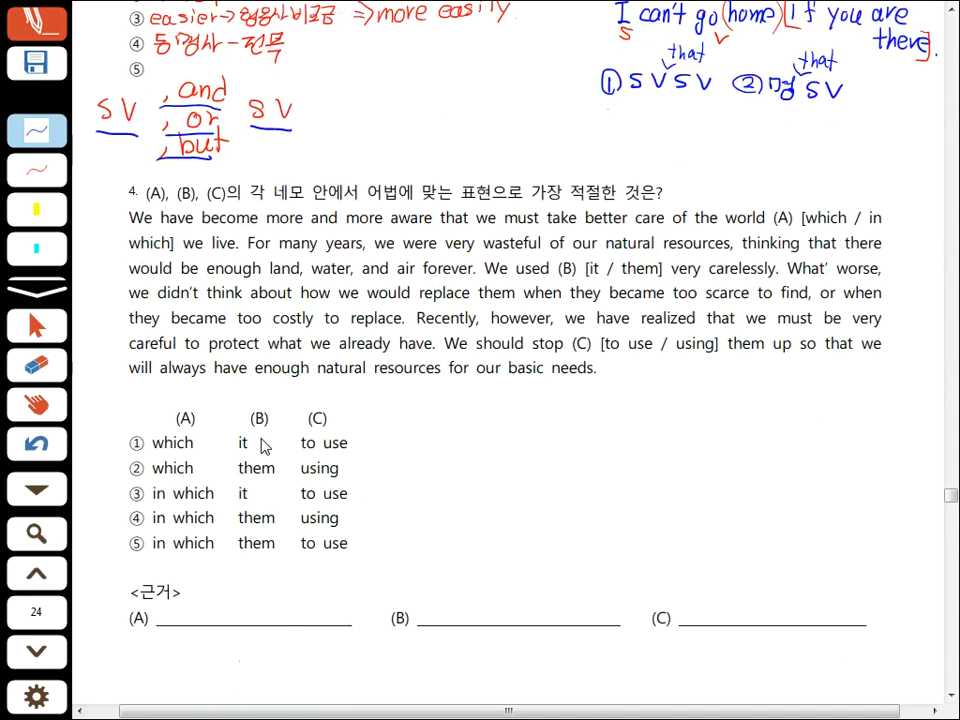 ③ easier → 형용사 비교급 ⇒ more easily
④ 동명사 - 전부
⑤
I can't go (home) [if you are there].
S V
that that
① S V S V ② 명 S V
S V , and S V
, or
, but
4. (A), (B), (C)의 각 네모 안에서 어법에 맞는 표현으로 가장 적절한 것은?
We have become more and more aware that we must take better care of the world (A) [which / in
which] we live. For many years, we were very wasteful of our natural resources, thinking that there
would be enough land, water, and air forever. We used (B) [it / them] very carelessly. What' worse,
we didn't think about how we would replace them when they became too scarce to find, or when
they became too costly to replace. Recently, however, we have realized that we must be very
careful to protect what we already have. We should stop (C) [to use / using] them up so that we
will always have enough natural resources for our basic needs.
(A) (B) (C)
① which it to use
② which them using
③ in which it to use
④ in which them using
⑤ in which them to use
<근거>
(A) (B) (C)
24